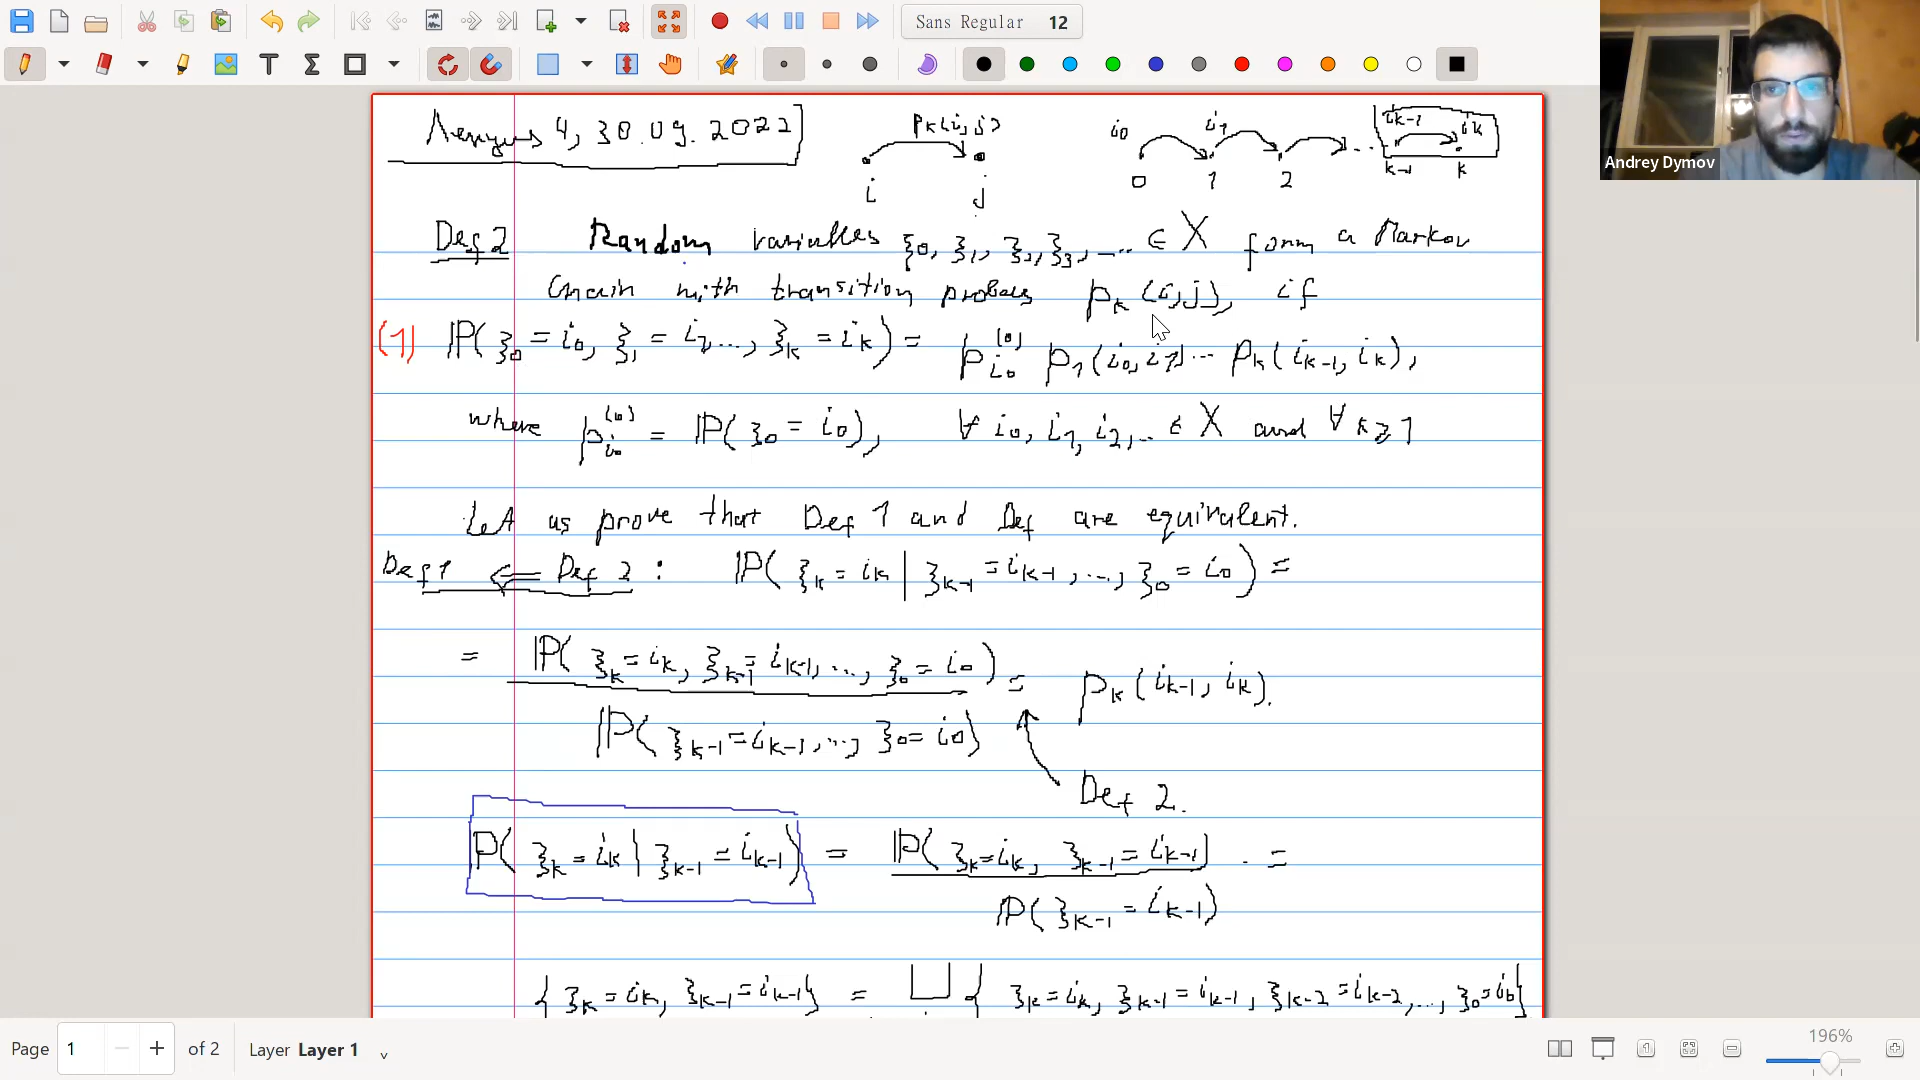 Sans Regular 12
Andrey Dymov
Лекция 4, 30.09.2022
p_k(i,j)
i j
i_0 i_1 i_{k-1} i_k
0 1 2 ... k-1 k
Def 2 Random variables ξ_0, ξ_1, ξ_2, ξ_3, .... ∈ X form a Markov
chain with transition probab's p_k(i,j), if
(1) P(ξ_0 = i_0, ξ_1 = i_1, ..., ξ_k = i_k) = p_{i_0}^{(0)} p_1(i_0, i_1) ... p_k(i_{k-1}, i_k),
where p_{i_0}^{(0)} = P(ξ_0 = i_0), ∀ i_0, i_1, i_2, .. ∈ X and ∀ k ≥ 1
Let us prove that Def 1 and Def are equivalent.
Def 1 ⇐ Def 2 : P(ξ_k = i_k | ξ_{k-1} = i_{k-1}, ..., ξ_0 = i_0) =
= P(ξ_k = i_k, ξ_{k-1} = i_{k-1}, ..., ξ_0 = i_0) / P(ξ_{k-1} = i_{k-1}, ..., ξ_0 = i_0) = p_k(i_{k-1}, i_k).
Def 2.
P(ξ_k = i_k | ξ_{k-1} = i_{k-1}) = P(ξ_k = i_k, ξ_{k-1} = i_{k-1}) / P(ξ_{k-1} = i_{k-1}) . =
{ξ_k = i_k, ξ_{k-1} = i_{k-1}} = ⊔ {ξ_k = i_k, ξ_{k-1} = i_{k-1}, ξ_{k-2} = i_{k-2}, ..., ξ_0 = i_0}
Page 1 of 2 Layer Layer 1 196%